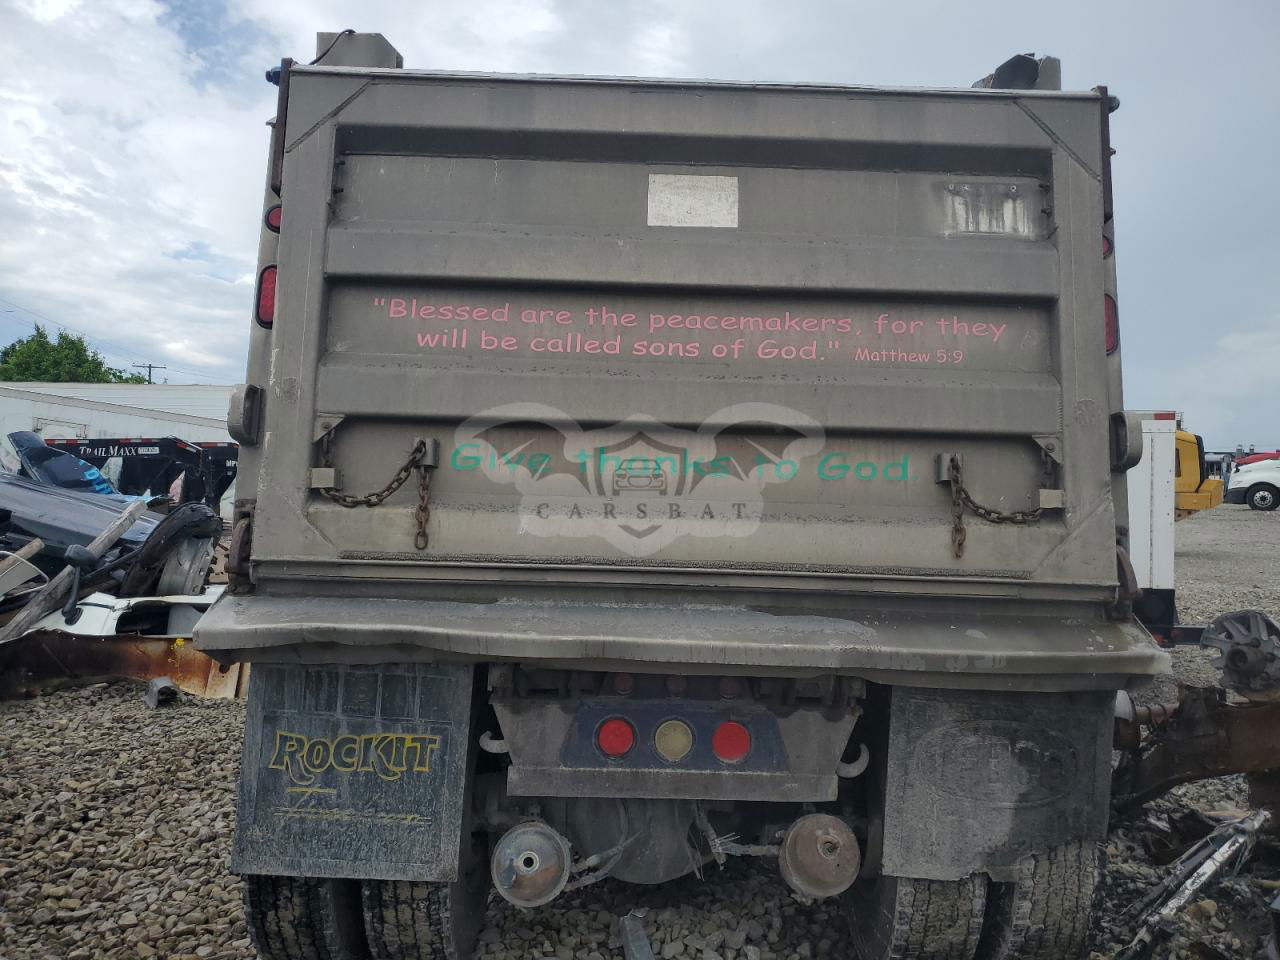 "Blessed are the peacemakers, for they
will be called sons of God." Matthew 5:9
Give thanks to God.
CARSBAT
TRAILMAXX
ROCKIT